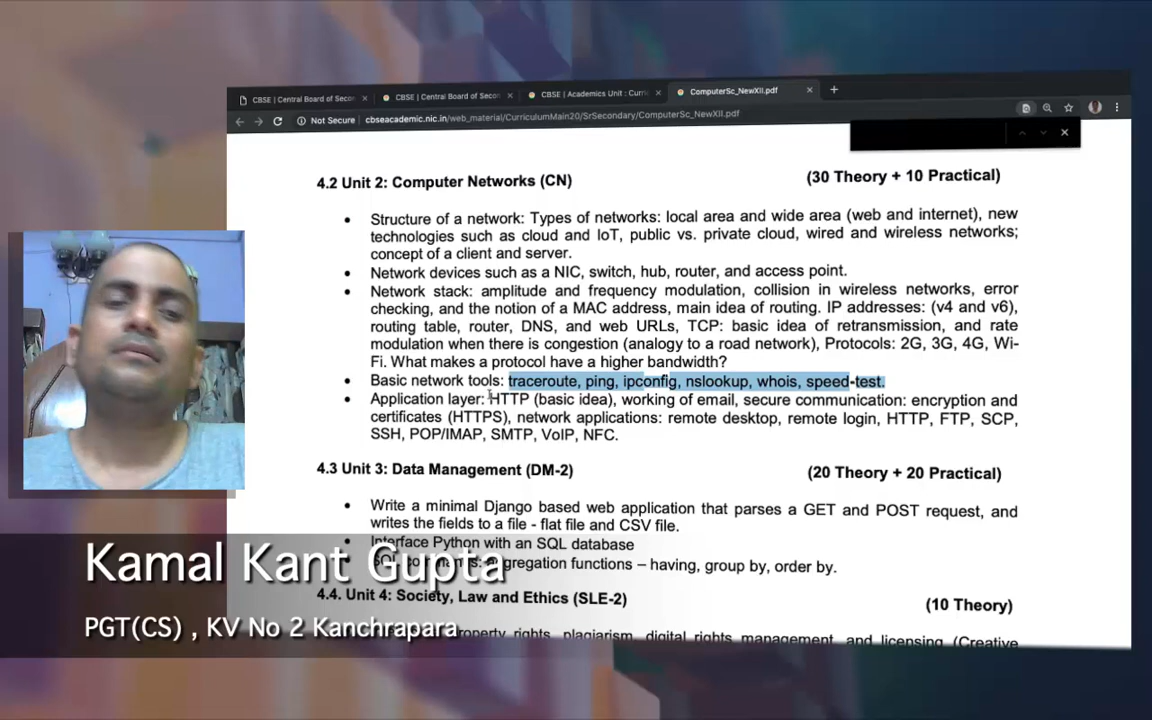 CBSE | Central Board of Secor
CBSE | Central Board of Secor
CBSE | Academics Unit : Curr
ComputerSc_NewXII.pdf
Not Secure | cbseacademic.nic.in/web_material/CurriculumMain20/SrSecondary/ComputerSc_NewXII.pdf
4.2 Unit 2: Computer Networks (CN) (30 Theory + 10 Practical)
• Structure of a network: Types of networks: local area and wide area (web and internet), new
technologies such as cloud and IoT, public vs. private cloud, wired and wireless networks;
concept of a client and server.
• Network devices such as a NIC, switch, hub, router, and access point.
• Network stack: amplitude and frequency modulation, collision in wireless networks, error
checking, and the notion of a MAC address, main idea of routing. IP addresses: (v4 and v6),
routing table, router, DNS, and web URLs, TCP: basic idea of retransmission, and rate
modulation when there is congestion (analogy to a road network), Protocols: 2G, 3G, 4G, Wi-
Fi. What makes a protocol have a higher bandwidth?
• Basic network tools: traceroute, ping, ipconfig, nslookup, whois, speed-test.
• Application layer: HTTP (basic idea), working of email, secure communication: encryption and
certificates (HTTPS), network applications: remote desktop, remote login, HTTP, FTP, SCP,
SSH, POP/IMAP, SMTP, VoIP, NFC.
4.3 Unit 3: Data Management (DM-2) (20 Theory + 20 Practical)
• Write a minimal Django based web application that parses a GET and POST request, and
writes the fields to a file - flat file and CSV file.
• Interface Python with an SQL database
aggregation functions – having, group by, order by.
Kamal Kant Gupta
4.4. Unit 4: Society, Law and Ethics (SLE-2) (10 Theory)
PGT(CS) , KV No 2 Kanchrapara
property rights, plagiarism, digital rights management, and licensing (Creative